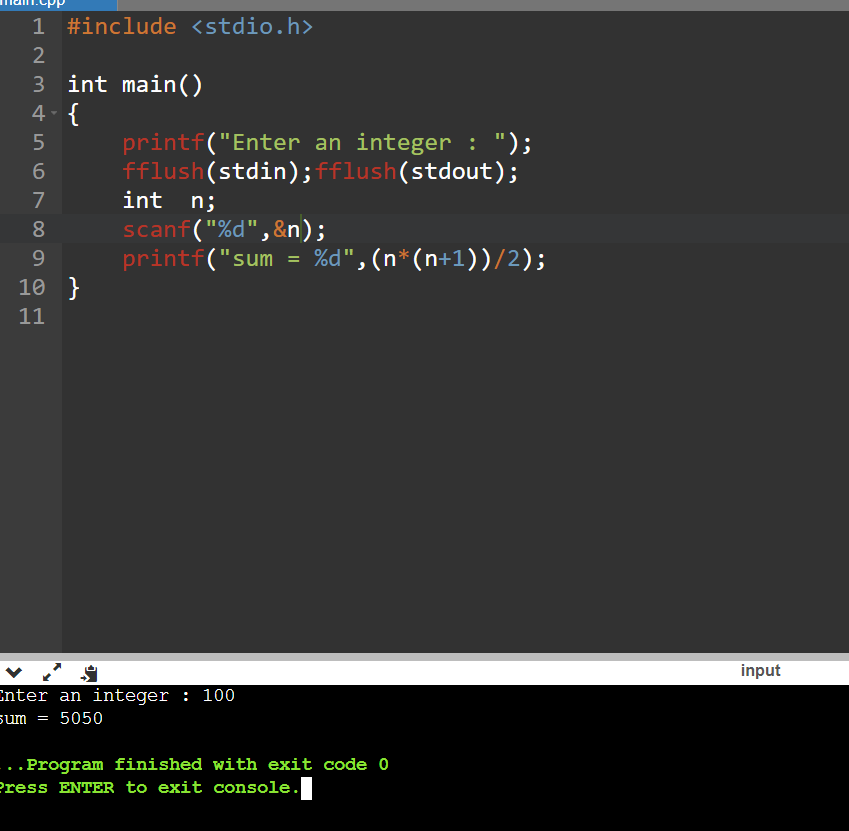 main.cpp
1 #include <stdio.h>
2
3 int main()
4 {
5 printf("Enter an integer : ");
6 fflush(stdin);fflush(stdout);
7 int  n;
8 scanf("%d",&n);
9 printf("sum = %d",(n*(n+1))/2);
10 }
11
input
Enter an integer : 100
sum = 5050
...Program finished with exit code 0
Press ENTER to exit console.